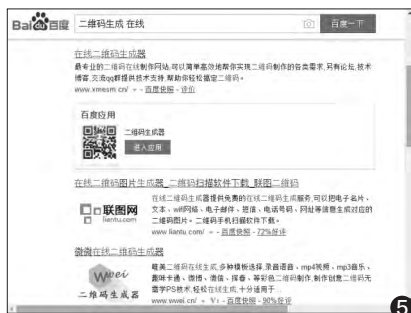 Bai百度 二维码生成 在线 百度一下
在线二维码生成器
最专业的二维码在线制作网站,可以简单高效地帮你实现二维码制作的各类需求,另有论坛,技术
博客,交流qq群提供技术支持,帮助你轻松搞定二维码。
www.xmesm.cn/ - 百度快照 - 评价
百度应用
二维码生成器
进入应用
在线二维码图片生成器_二维码扫描软件下载_联图二维码
联图网
liantu.com
在线二维码生成器提供免费的在线二维码生成服务,可以把电子名片、
文本、wifi网络、电子邮件、短信、电话号码、网址等信息生成对应的
二维码图片。二维码手机扫描软件下载。
www.liantu.com/ - 百度快照 - 72%好评
微微在线二维码生成器
wwei
二维码生成器
唯美二维码在线生成,多种模板选择,录音语音、mp4视频、mp3音乐、
趣味卡通、微博、微信、探春、等彩色二维码制作,制作创意二维码无
需学PS技术,轻松在线生成,十分适用于...
www.wwei.cn/ - V1 - 百度快照 - 90%好评
5